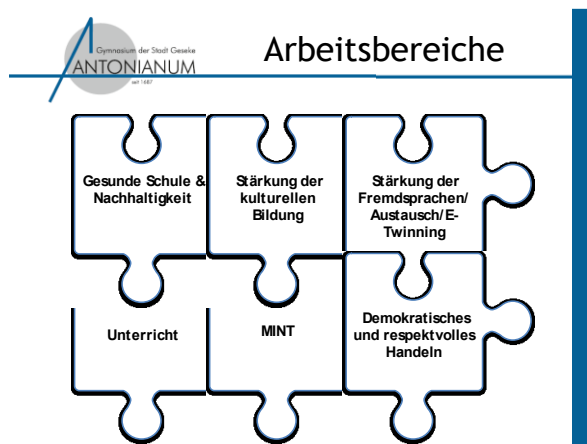 Gymnasium der Stadt Geseke
ANTONIANUM
seit 1687
Arbeitsbereiche
Gesunde Schule &
Nachhaltigkeit
Stärkung der
kulturellen
Bildung
Stärkung der
Fremdsprachen/
Austausch/E-
Twinning
Unterricht
MINT
Demokratisches
und respektvolles
Handeln